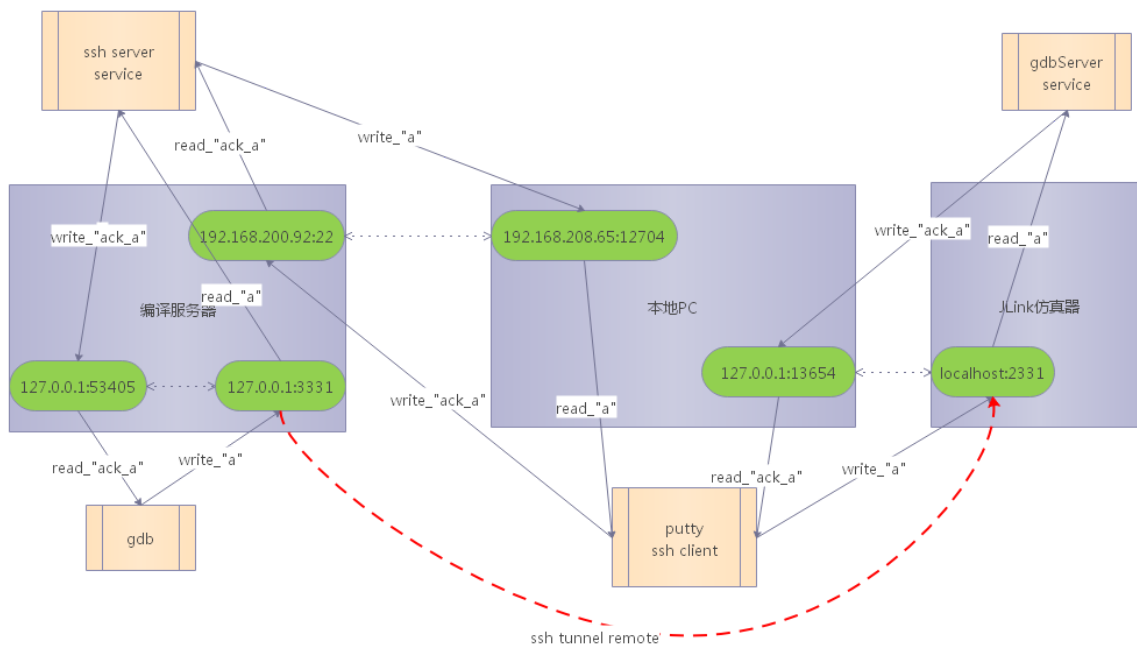 ssh server
service
gdbServer
service
write_"a"
read_"ack_a"
192.168.200.92:22
192.168.208.65:12704
write_"ack_a"
write_"ack_a"
read_"a"
read_"a"
编译服务器
本地PC
JLink仿真器
127.0.0.1:53405
127.0.0.1:3331
127.0.0.1:13654
localhost:2331
write_"ack_a"
read_"a"
read_"ack_a"
write_"a"
read_"ack_a"
write_"a"
gdb
putty
ssh client
ssh tunnel remote